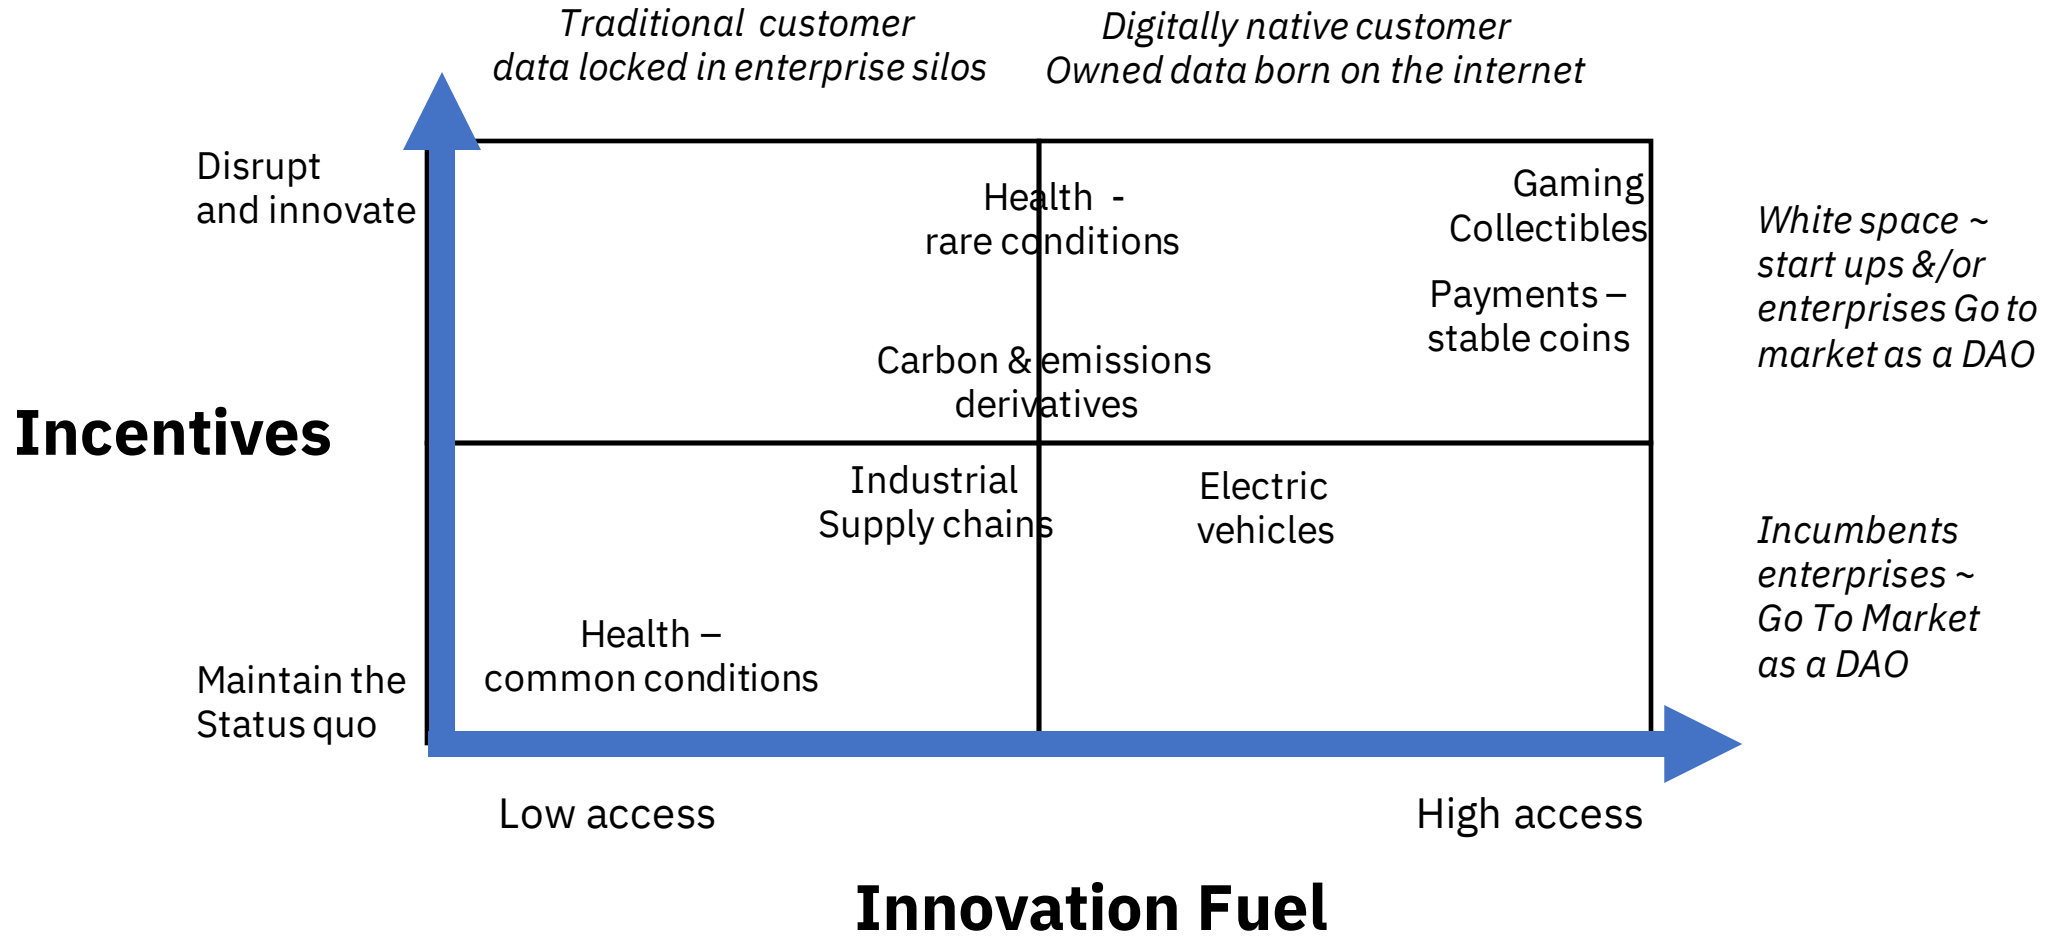 Traditional customer
data locked in enterprise silos
Digitally native customer
Owned data born on the internet
Disrupt
and innovate
Health -
rare conditions
Gaming
Collectibles
Payments –
stable coins
Carbon & emissions
derivatives
White space ~
start ups &/or
enterprises Go to
market as a DAO
Incentives
Industrial
Supply chains
Electric
vehicles
Incumbents
enterprises ~
Go To Market
as a DAO
Health –
common conditions
Maintain the
Status quo
Low access
High access
Innovation Fuel